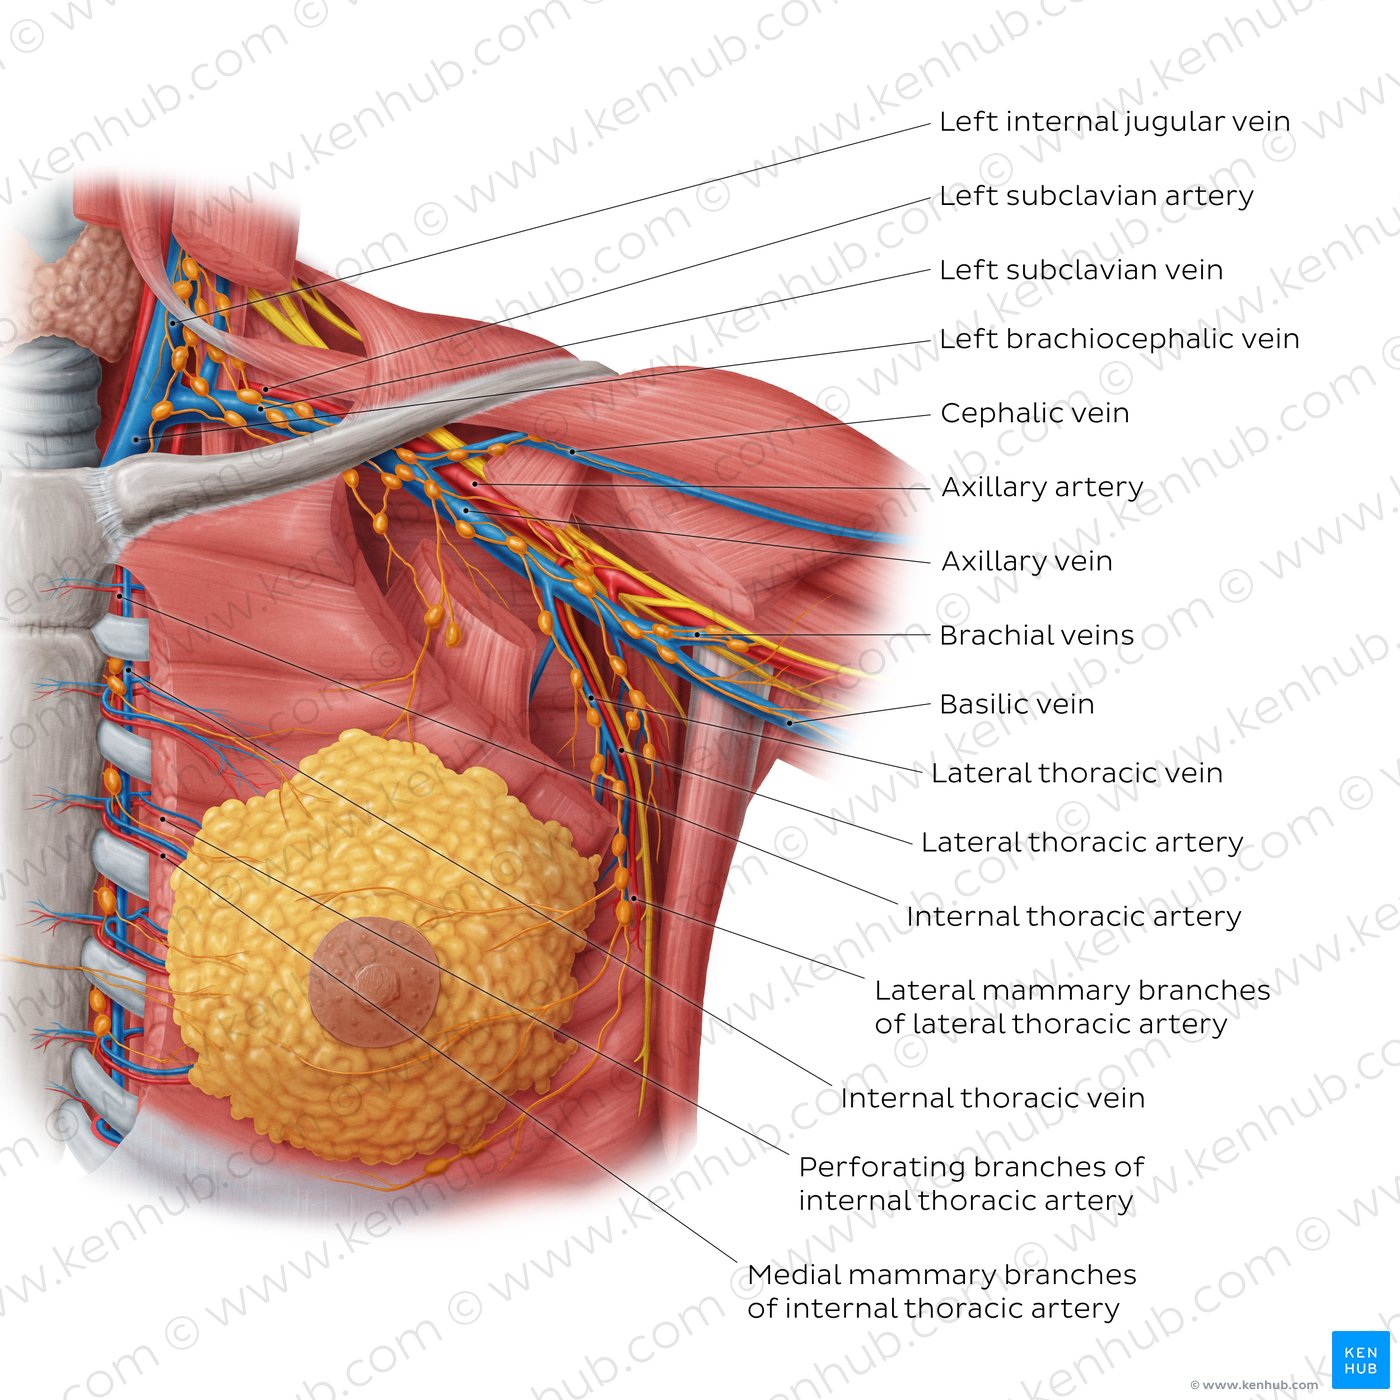 Left internal jugular vein
Left subclavian artery
Left subclavian vein
Left brachiocephalic vein
Cephalic vein
Axillary artery
Axillary vein
Brachial veins
Basilic vein
Lateral thoracic vein
Lateral thoracic artery
Internal thoracic artery
Lateral mammary branches
of lateral thoracic artery
Internal thoracic vein
Perforating branches of
internal thoracic artery
Medial mammary branches
of internal thoracic artery
KEN
HUB
© www.kenhub.com